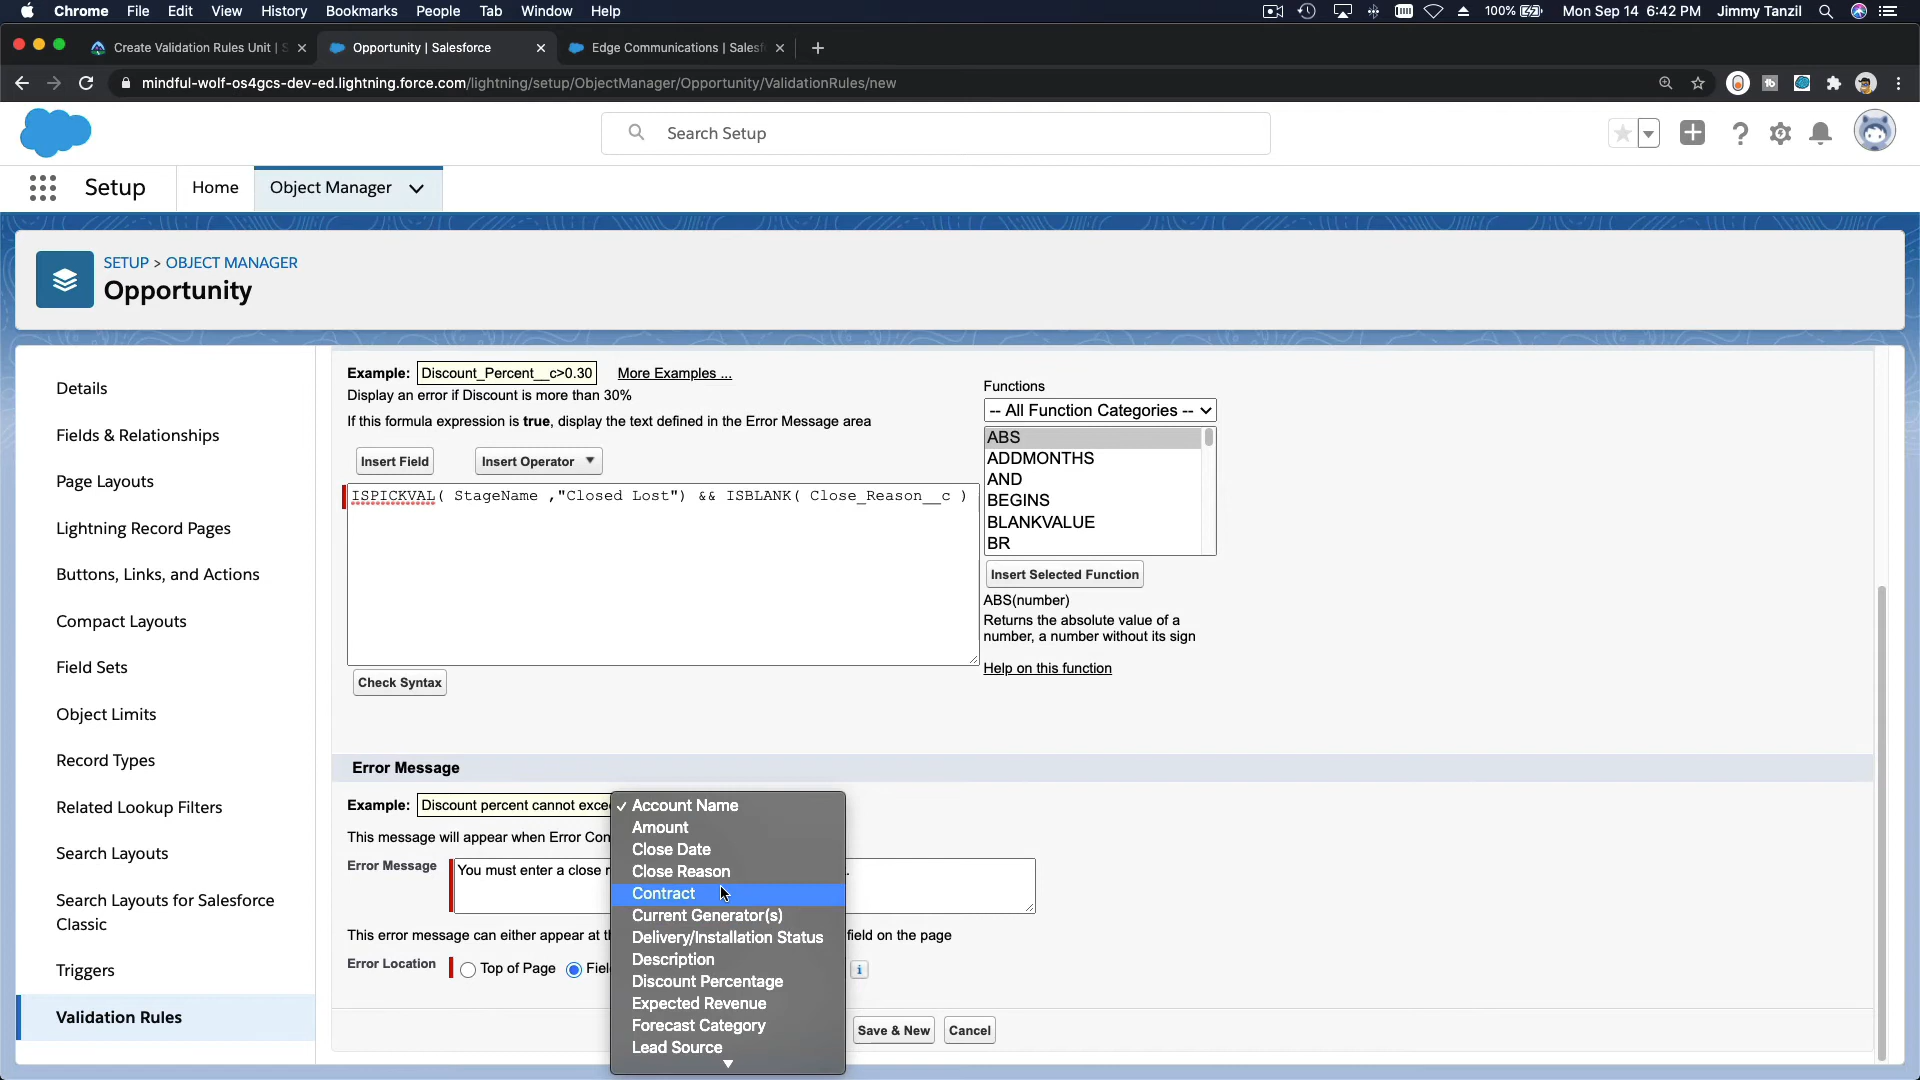 Chrome File Edit View History Bookmarks People Tab Window Help 100% Mon Sep 14 6:42 PM Jimmy Tanzil
Create Validation Rules Unit | S
Opportunity | Salesforce
Edge Communications | Salesf
mindful-wolf-os4gcs-dev-ed.lightning.force.com/lightning/setup/ObjectManager/Opportunity/ValidationRules/new
Search Setup
Setup Home Object Manager
SETUP > OBJECT MANAGER
Opportunity
Details
Fields & Relationships
Page Layouts
Lightning Record Pages
Buttons, Links, and Actions
Compact Layouts
Field Sets
Object Limits
Record Types
Related Lookup Filters
Search Layouts
Search Layouts for Salesforce
Classic
Triggers
Validation Rules
Example: Discount_Percent__c>0.30 More Examples ...
Display an error if Discount is more than 30%
If this formula expression is true, display the text defined in the Error Message area
Insert Field Insert Operator
ISPICKVAL( StageName ,"Closed Lost") && ISBLANK( Close_Reason__c )
Check Syntax
Functions
-- All Function Categories --
ABS
ADDMONTHS
AND
BEGINS
BLANKVALUE
BR
Insert Selected Function
ABS(number)
Returns the absolute value of a
number, a number without its sign
Help on this function
Error Message
Example: Discount percent cannot excee
This message will appear when Error Con
Error Message You must enter a close r .
This error message can either appear at th field on the page
Error Location Top of Page Fiel
Account Name
Amount
Close Date
Close Reason
Contract
Current Generator(s)
Delivery/Installation Status
Description
Discount Percentage
Expected Revenue
Forecast Category
Lead Source
Save & New Cancel